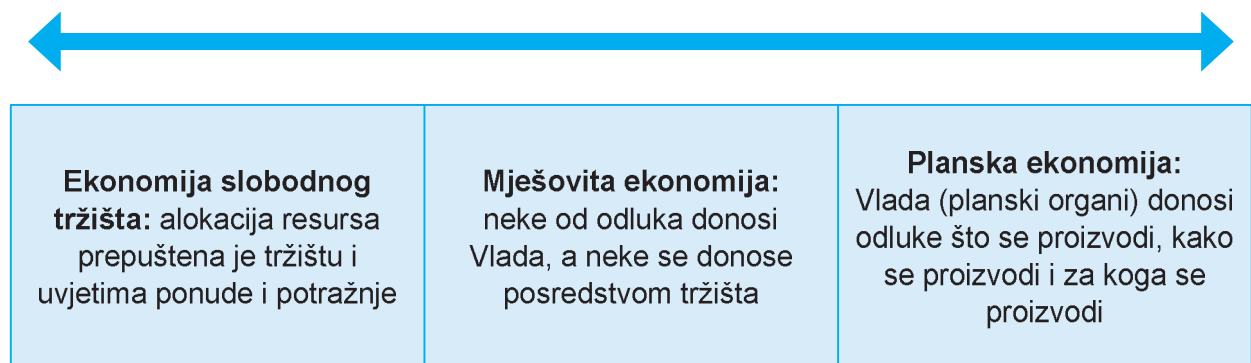 Ekonomija slobodnog
tržišta: alokacija resursa
prepuštena je tržištu i
uvjetima ponude i potražnje
Mješovita ekonomija:
neke od odluka donosi
Vlada, a neke se donose
posredstvom tržišta
Planska ekonomija:
Vlada (planski organi) donosi
odluke što se proizvodi, kako
se proizvodi i za koga se
proizvodi